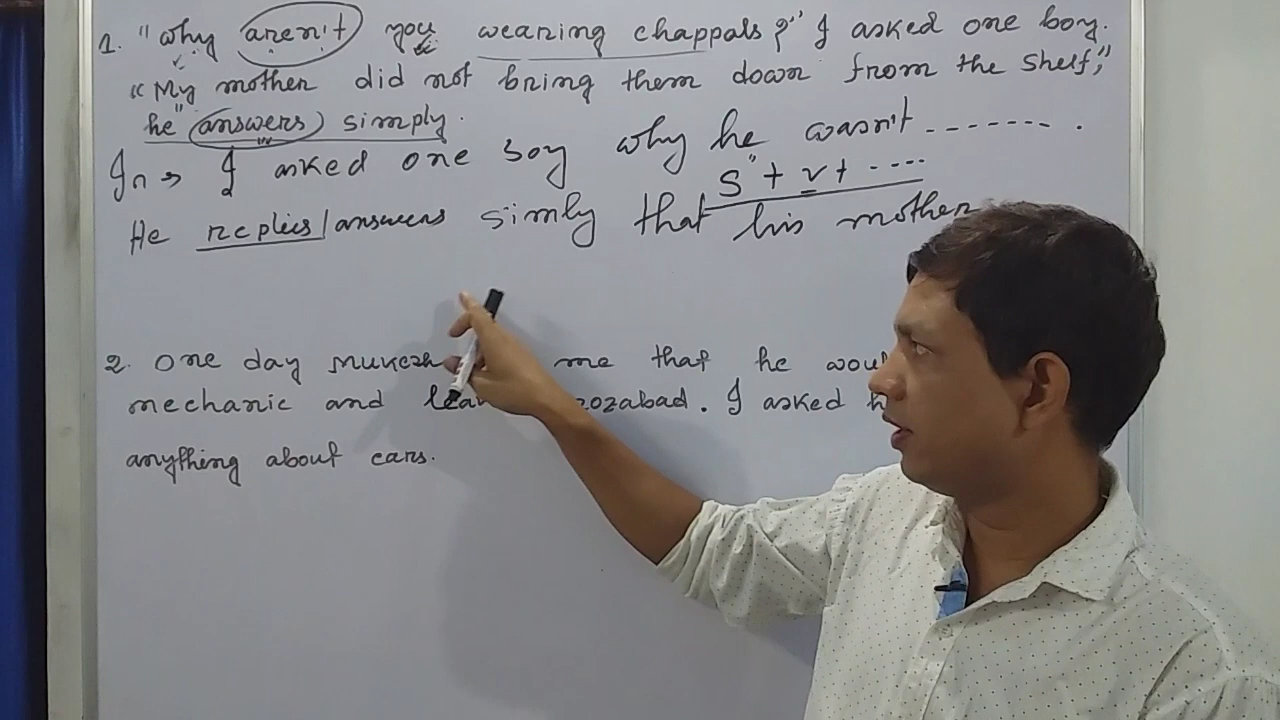 1. "Why aren't you wearing chappals?" I asked one boy.
"My mother did not bring them down from the shelf,"
he answers simply.
In → I asked one boy why he wasn't -------.
S + v + ....
He replies/answers simly that his mother
2. One day Mukesh me that he
mechanic and . I asked
anything about cars.